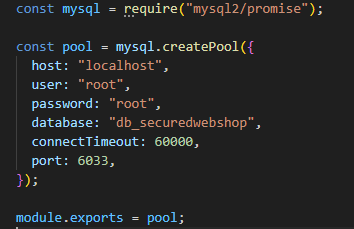 const mysql = require("mysql2/promise");
const pool = mysql.createPool({
host: "localhost",
user: "root",
password: "root",
database: "db_securedwebshop",
connectTimeout: 60000,
port: 6033,
});
module.exports = pool;